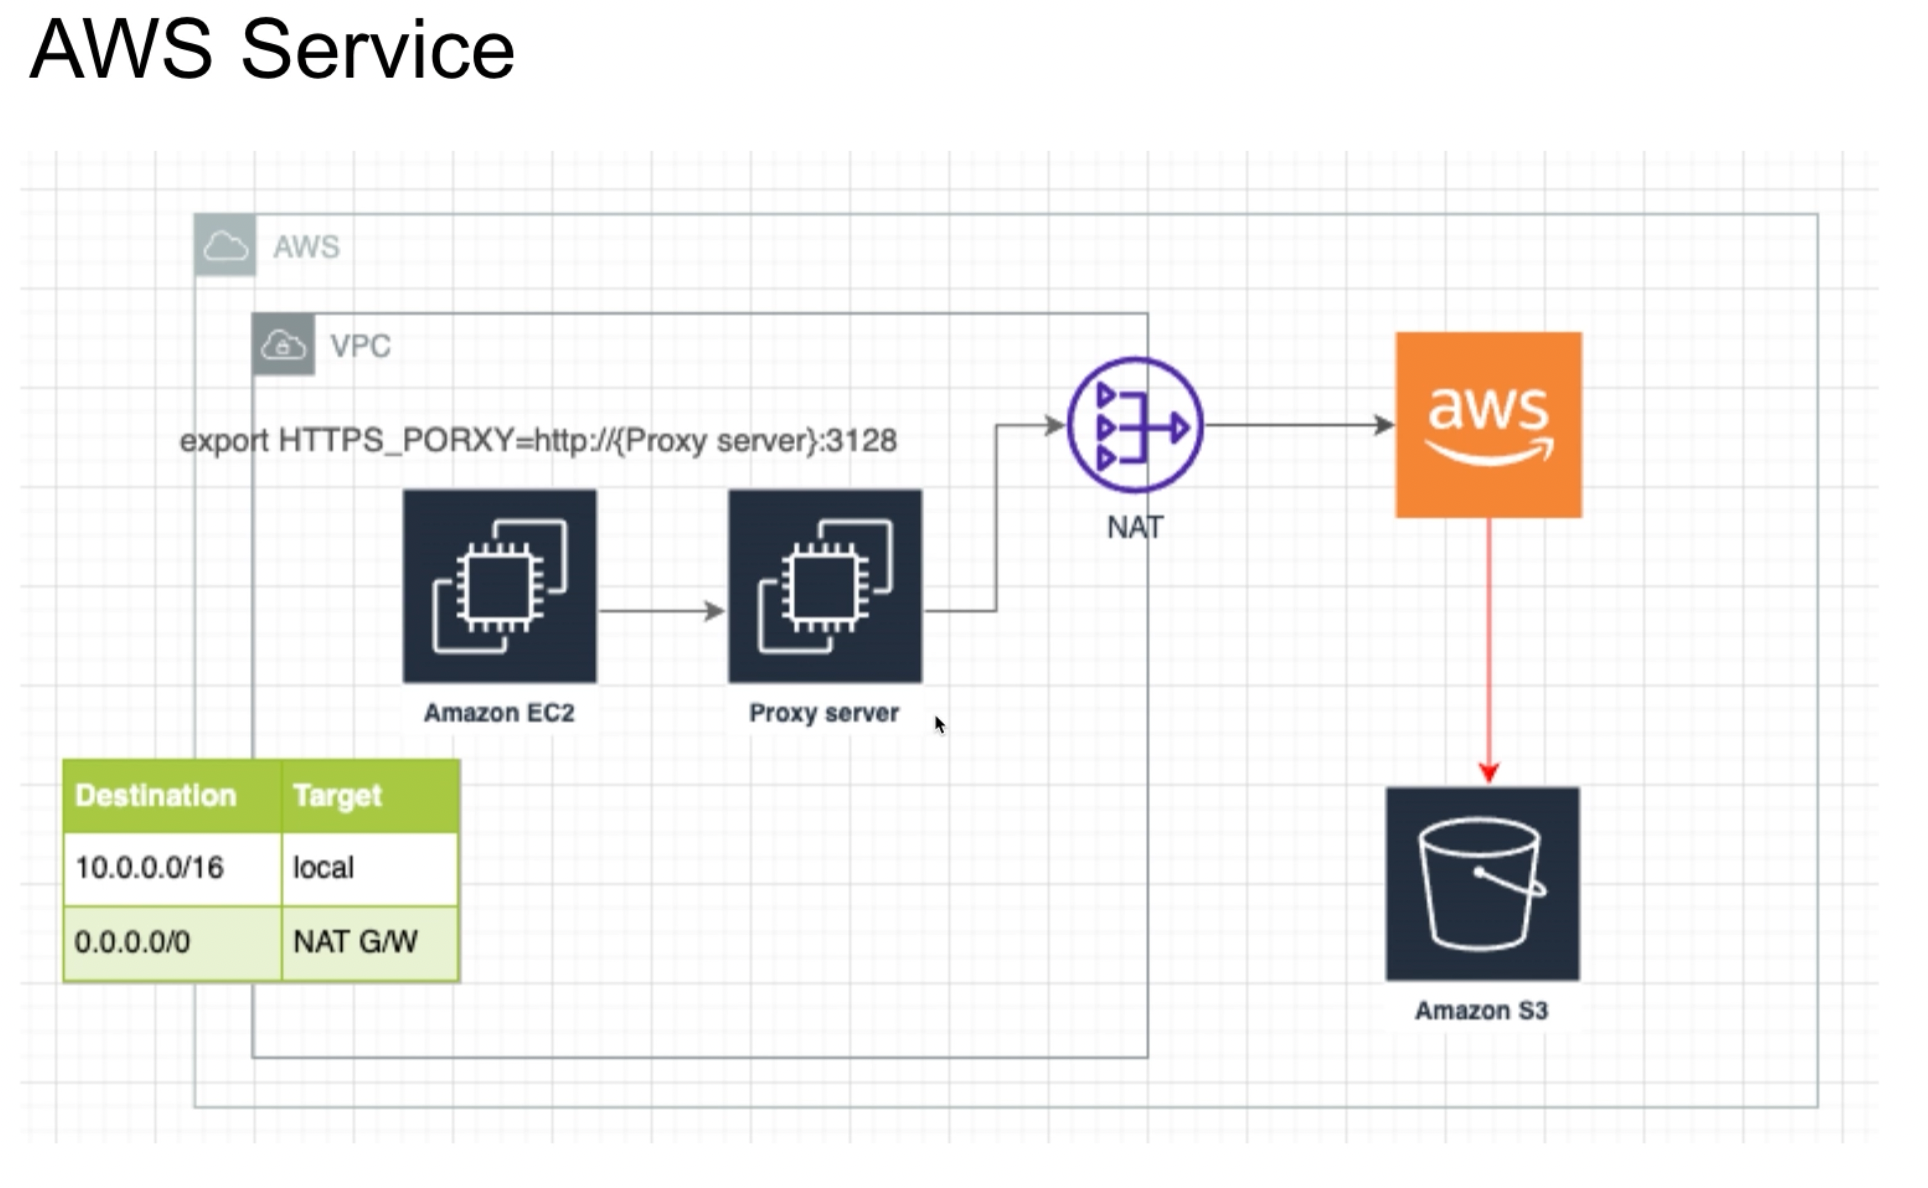 AWS Service
AWS
VPC
export HTTPS_PORXY=http://{Proxy server}:3128
aws
NAT
Amazon EC2
Proxy server
Destination Target
10.0.0.0/16 local
0.0.0.0/0 NAT G/W
Amazon S3